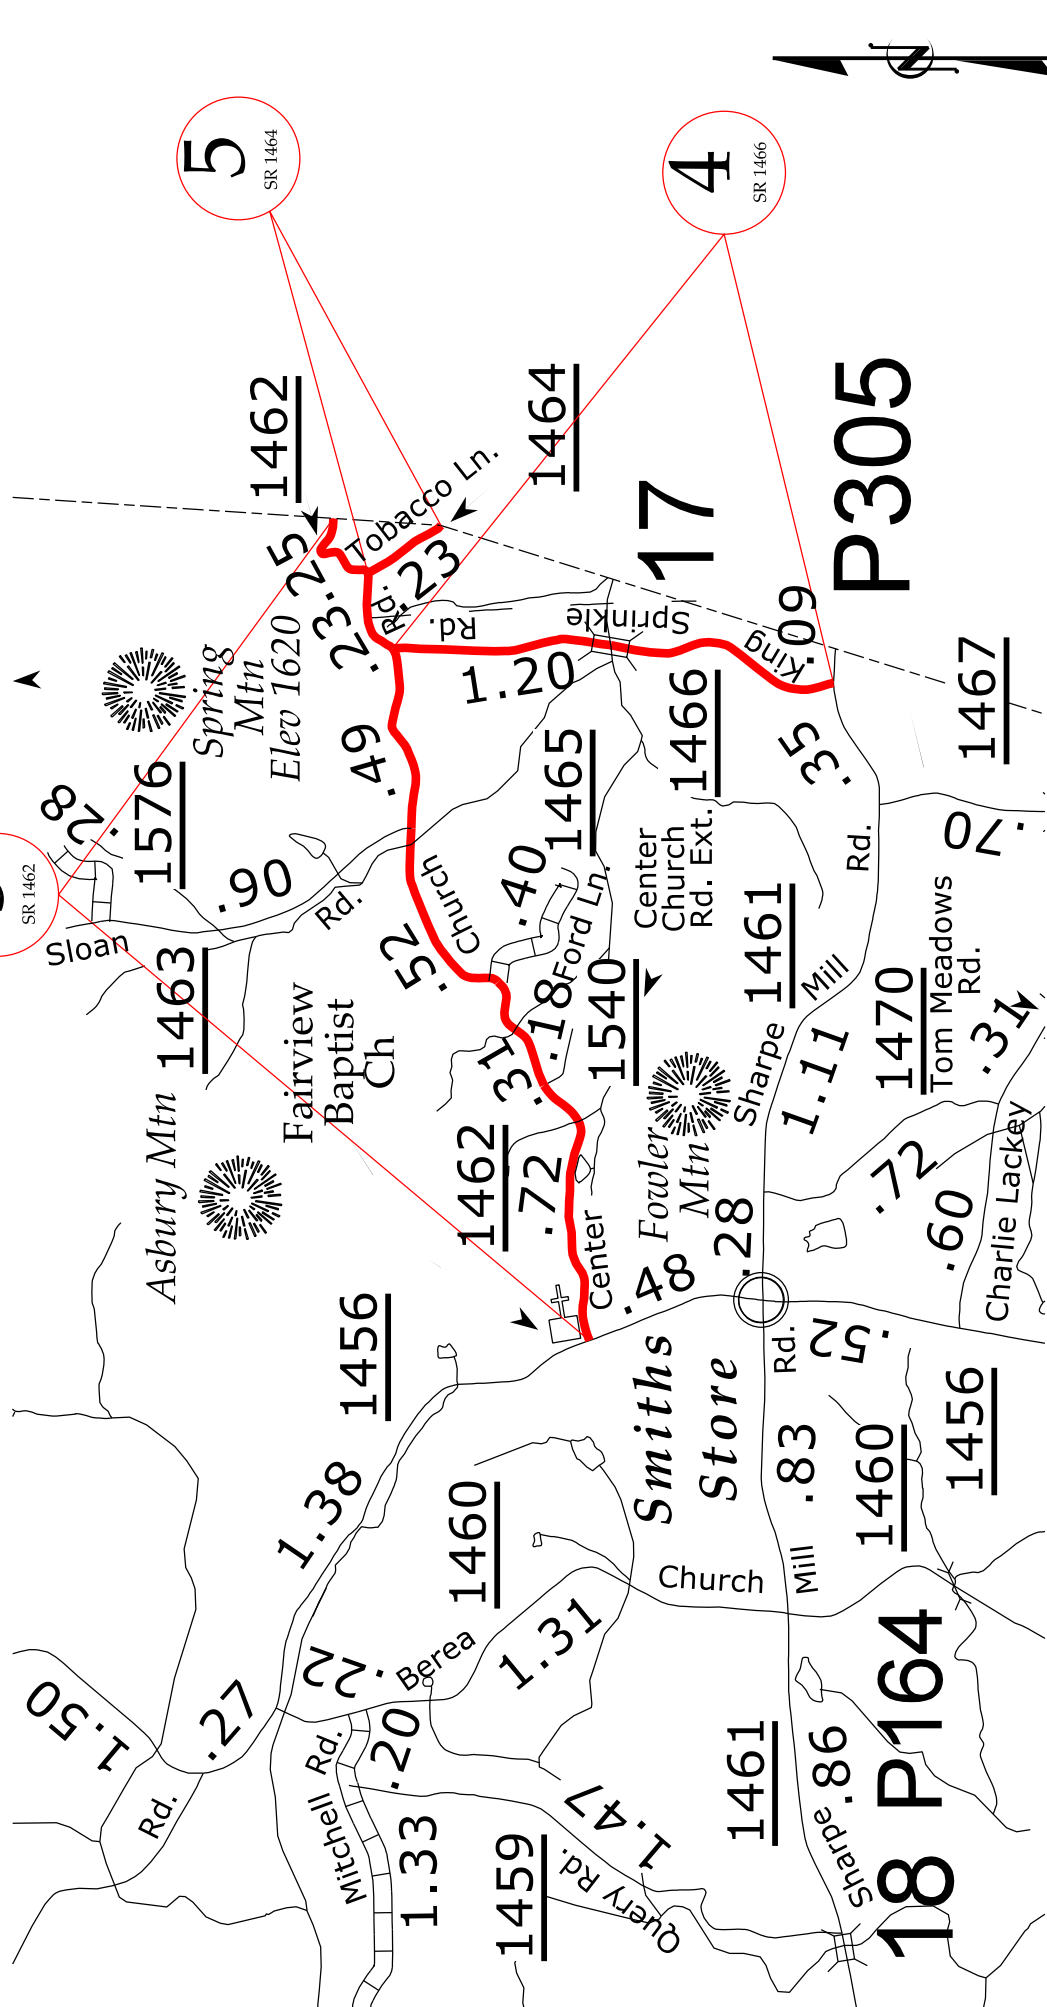 N
5
SR 1464
4
SR 1466
SR 1462
1462
1464
Tobacco Ln.
17
P305
.25
.23
.23
Rd.
Rd.
Sprinkle
King
.09
1.20
Spring
Mtn
Elev 1620
.49
1465
1466
.35
1467
.28
1576
.90
Rd.
Sloan
1463
Church
.52
.40
Ford Ln.
.18
1540
Center
Church
Rd. Ext.
1461
Rd.
.70
Mill
Sharpe
1.11
1470
Tom Meadows
Rd.
.31
Fairview
Baptist
Ch
Asbury Mtn
.31
1462
.72
Center
Fowler
Mtn
.28
.48
.72
.60
Charlie Lackey
1456
Smiths
Store
Rd.
.52
.83
1460
1456
1.38
1460
Church
Mill
1.31
Berea
.22
1.50
.27
Rd.
Mitchell Rd.
.20
1.33
1.47
Query Rd.
1459
1461
Sharpe
.86
18 P164